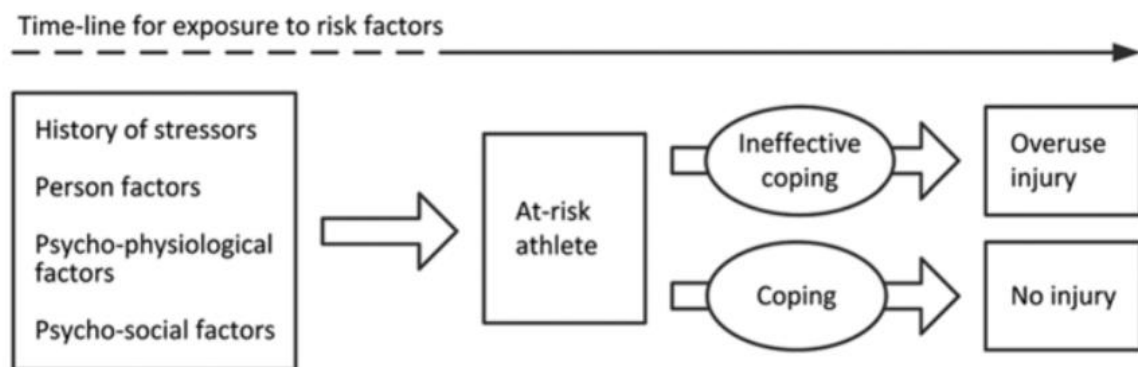 Time-line for exposure to risk factors
History of stressors
Person factors
Psycho-physiological
factors
Psycho-social factors
At-risk
athlete
Ineffective
coping
Overuse
injury
Coping
No injury